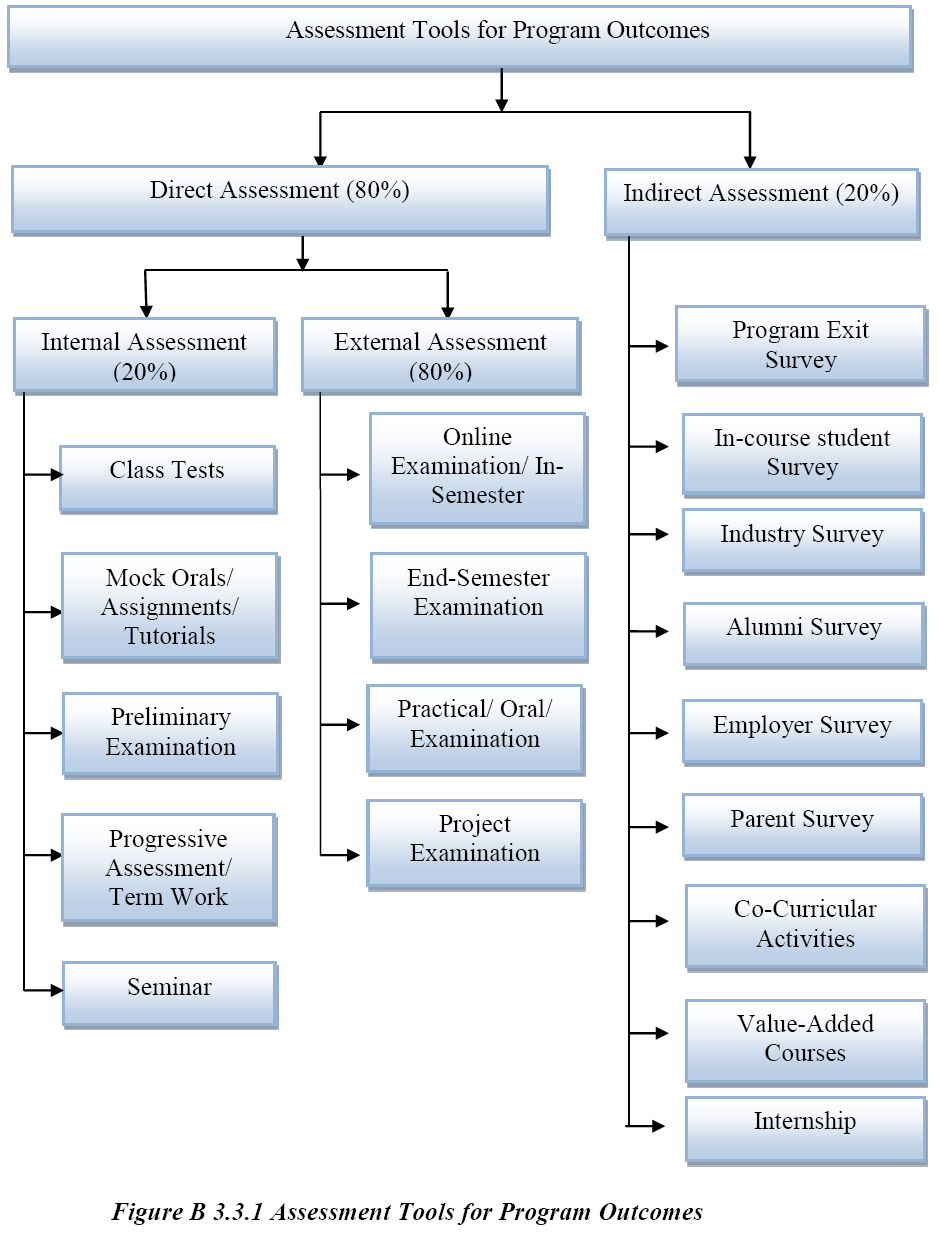 Assessment Tools for Program Outcomes
Direct Assessment (80%)
Indirect Assessment (20%)
Internal Assessment
(20%)
External Assessment
(80%)
Class Tests
Mock Orals/
Assignments/
Tutorials
Preliminary
Examination
Progressive
Assessment/
Term Work
Seminar
Online
Examination/ In-
Semester
End-Semester
Examination
Practical/ Oral/
Examination
Project
Examination
Program Exit
Survey
In-course student
Survey
Industry Survey
Alumni Survey
Employer Survey
Parent Survey
Co-Curricular
Activities
Value-Added
Courses
Internship
Figure B 3.3.1 Assessment Tools for Program Outcomes